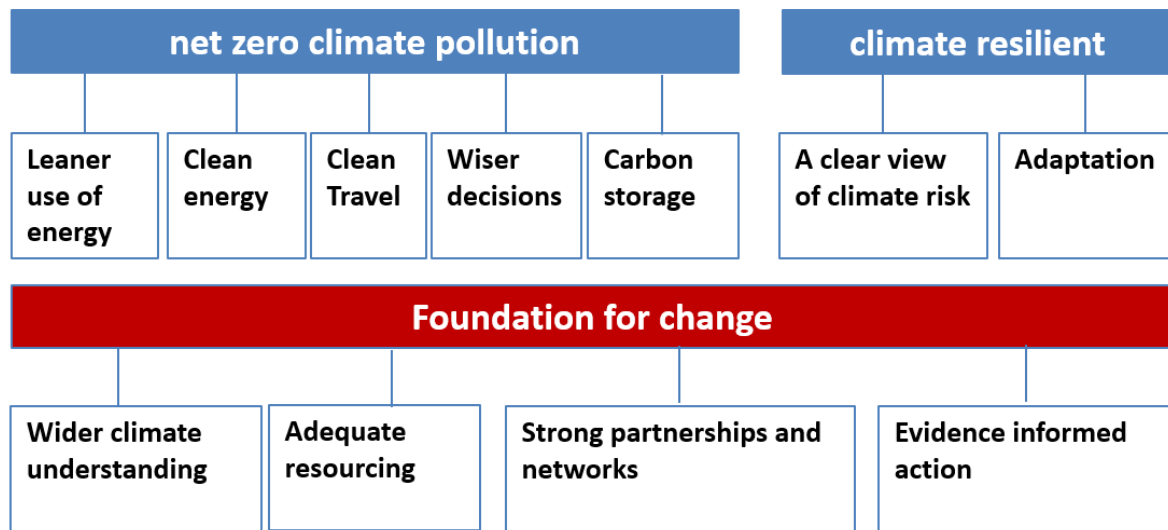 net zero climate pollution
climate resilient
Leaner
use of
energy
Clean
energy
Clean
Travel
Wiser
decisions
Carbon
storage
A clear view
of climate risk
Adaptation
Foundation for change
Wider climate
understanding
Adequate
resourcing
Strong partnerships and
networks
Evidence informed
action